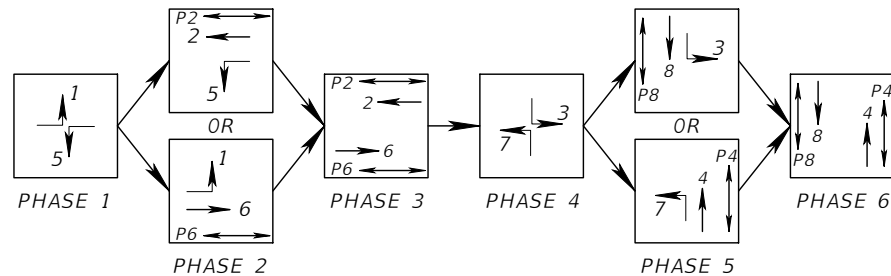 1
5
PHASE 1
P2
2
5
OR
1
6
P6
PHASE 2
P2
2
6
P6
PHASE 3
3
7
PHASE 4
3
8
P8
OR
P4
4
7
PHASE 5
P4
4
8
P8
PHASE 6